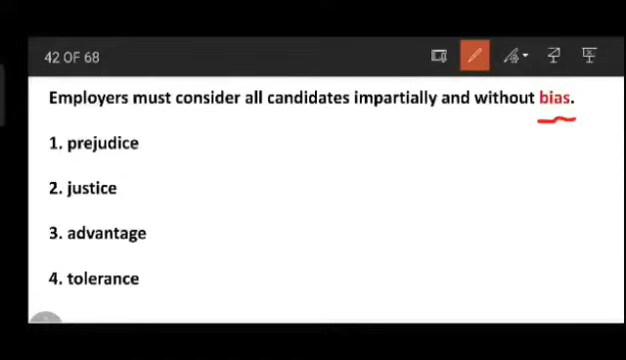 42 OF 68
Employers must consider all candidates impartially and without bias.
1. prejudice
2. justice
3. advantage
4. tolerance